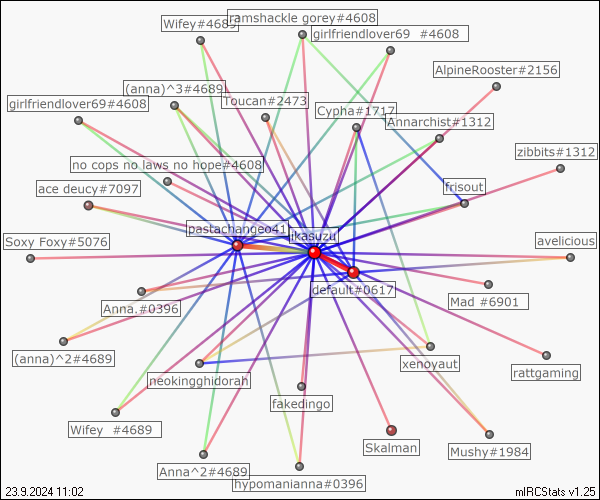 ramshackle gorey#4608
Wifey#4689
girlfriendlover69 #4608
AlpineRooster#2156
(anna)^3#4689
Toucan#2473
girlfriendlover69#4608
Cypha#1717
Annarchist#1312
zibbits#1312
no cops no laws no hope#4608
ace deucy#7097
frisout
pastachangeo41
ikasuzu
Soxy Foxy#5076
avelicious
default#0617
Anna.#0396
Mad #6901
(anna)^2#4689
xenoyaut
rattgaming
neokingghidorah
fakedingo
Wifey #4689
Skalman
Mushy#1984
Anna^2#4689
hypomanianna#0396
23.9.2024 11:02
mIRCStats v1.25